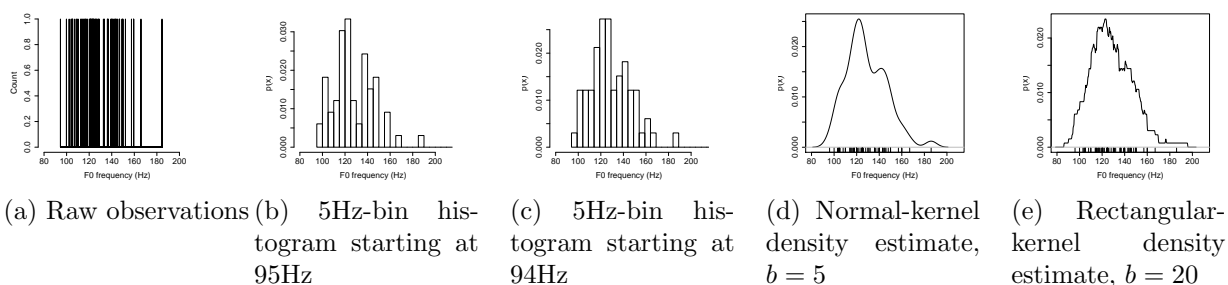 Count
0.0 0.2 0.4 0.6 0.8 1.0
80 100 120 140 160 180 200
F0 frequency (Hz)
p(x)
0.000 0.010 0.020 0.030
80 100 120 140 160 180 200
F0 frequency (Hz)
p(x)
0.000 0.010 0.020
80 100 120 140 160 180 200
F0 frequency (Hz)
p(x)
0.000 0.010 0.020
80 100 120 140 160 180 200
F0 frequency (Hz)
p(x)
0.000 0.010 0.020
80 100 120 140 160 180 200
F0 frequency (Hz)
(a) Raw observations
(b) 5Hz-bin his-
togram starting at
95Hz
(c) 5Hz-bin his-
togram starting at
94Hz
(d) Normal-kernel
density estimate,
b = 5
(e) Rectangular-
kernel density
estimate, b = 20